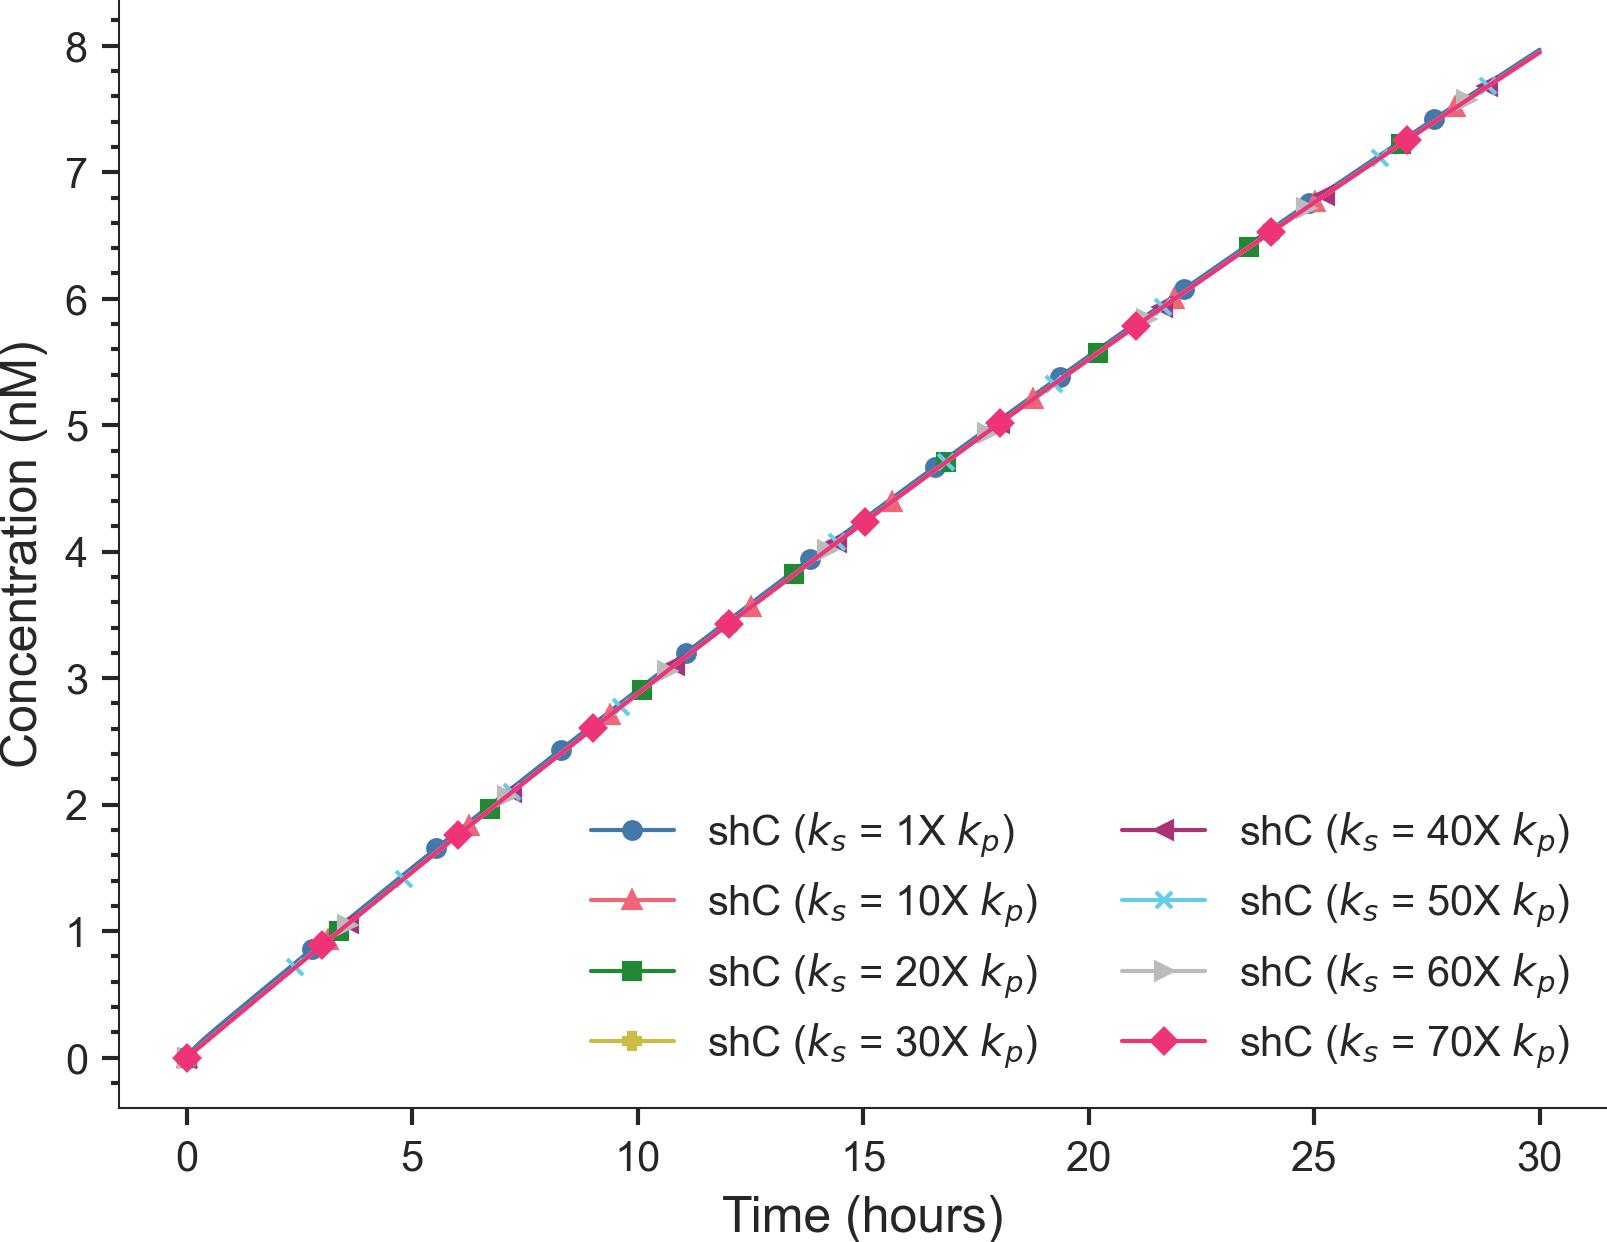 8
7
6
5
4
3
2
1
0
Concentration (nM)
0 5 10 15 20 25 30
Time (hours)
shC (kₛ = 1X kₚ)
shC (kₛ = 10X kₚ)
shC (kₛ = 20X kₚ)
shC (kₛ = 30X kₚ)
shC (kₛ = 40X kₚ)
shC (kₛ = 50X kₚ)
shC (kₛ = 60X kₚ)
shC (kₛ = 70X kₚ)